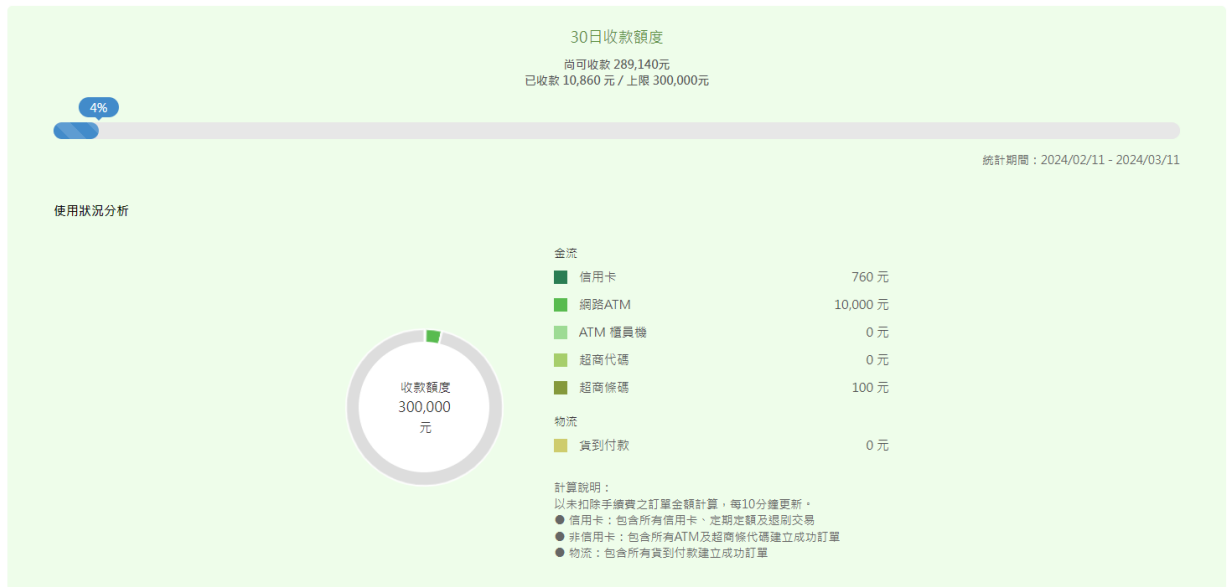 30日收款額度
尚可收款 289,140元
已收款 10,860 元 / 上限 300,000元
4%
統計期間：2024/02/11 - 2024/03/11
使用狀況分析
金流
信用卡 760 元
網路ATM 10,000 元
ATM 櫃員機 0 元
超商代碼 0 元
超商條碼 100 元
收款額度
300,000
元
物流
貨到付款 0 元
計算說明：
以未扣除手續費之訂單金額計算，每10分鐘更新。
● 信用卡：包含所有信用卡、定期定額及退刷交易
● 非信用卡：包含所有ATM及超商條代碼建立成功訂單
● 物流：包含所有貨到付款建立成功訂單